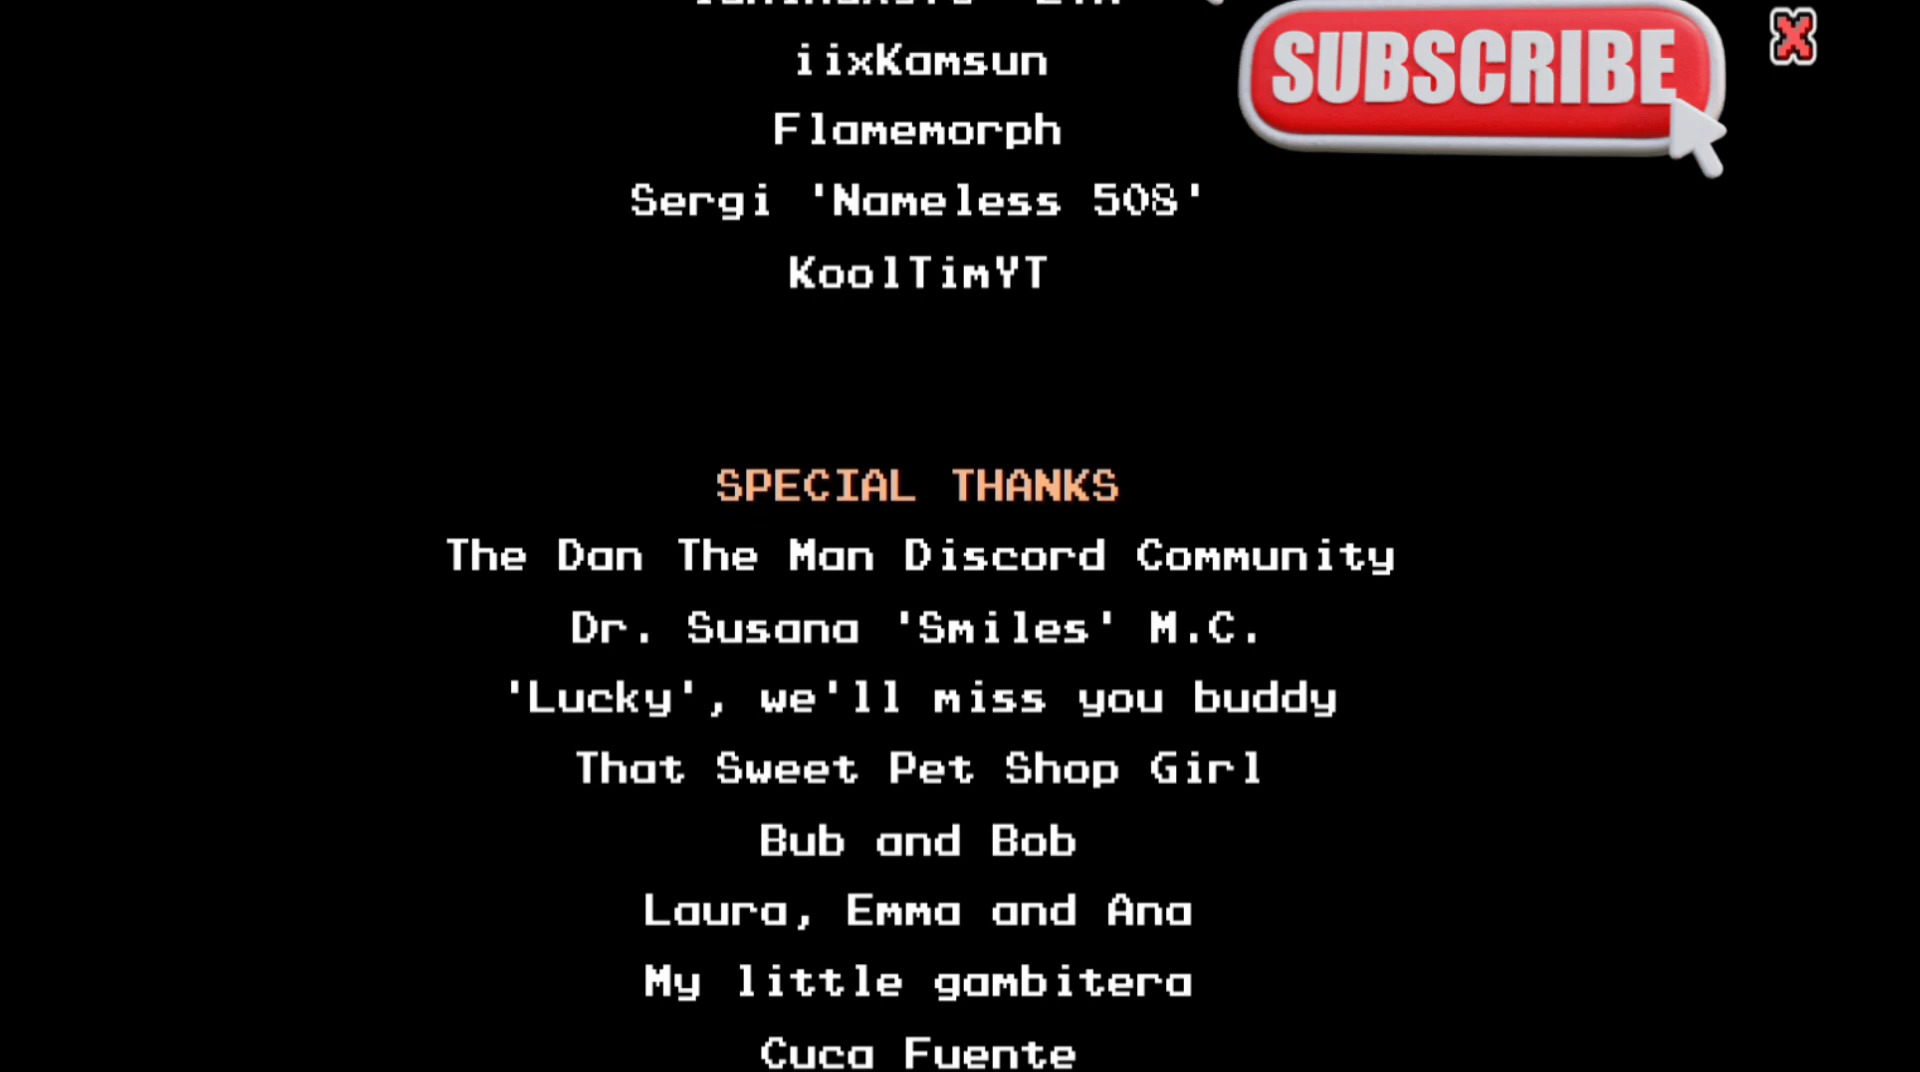 iixKamsun
SUBSCRIBE
Flamemorph
Sergi 'Nameless 508'
KoolTimYT
SPECIAL THANKS
The Dan The Man Discord Community
Dr. Susana 'Smiles' M.C.
'Lucky', we'll miss you buddy
That Sweet Pet Shop Girl
Bub and Bob
Laura, Emma and Ana
My little gambitera
Cuca Fuente